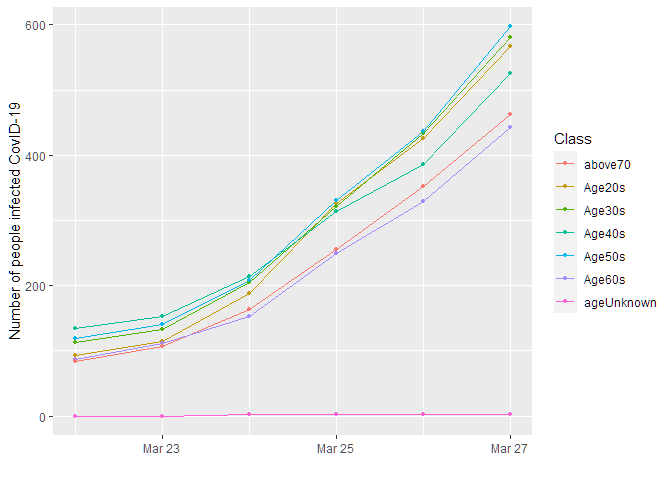 Number of people infected CovID-19
600
400
200
0
Mar 23
Mar 25
Mar 27
Class
above70
Age20s
Age30s
Age40s
Age50s
Age60s
ageUnknown